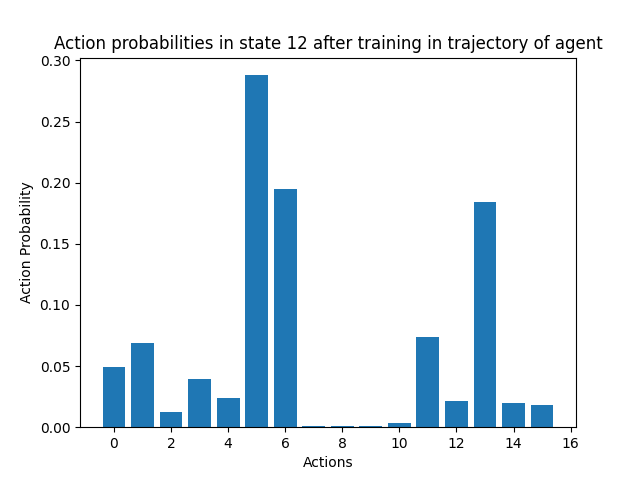 Action probabilities in state 12 after training in trajectory of agent
0.30
0.25
0.20
0.15
0.10
0.05
0.00
Action Probability
0 2 4 6 8 10 12 14 16
Actions